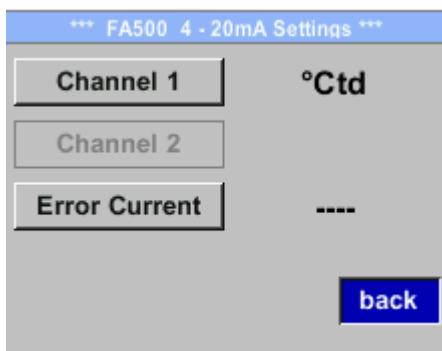 *** FA500 4 - 20mA Settings ***
Channel 1 °Ctd
Channel 2
Error Current ----
back